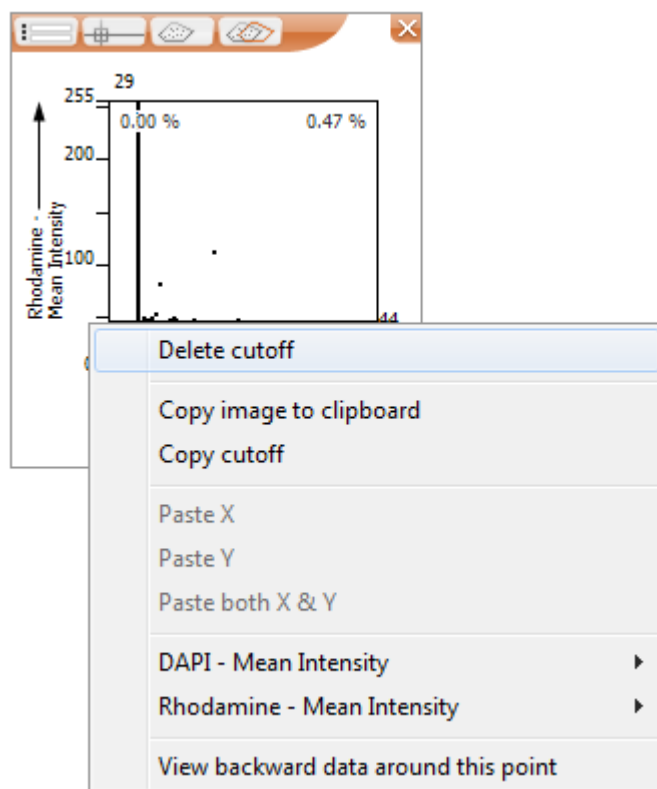 29
255
0.00 % 0.47 %
200
100
Rhodamine -
Mean Intensity
44
Delete cutoff
Copy image to clipboard
Copy cutoff
Paste X
Paste Y
Paste both X & Y
DAPI - Mean Intensity
Rhodamine - Mean Intensity
View backward data around this point